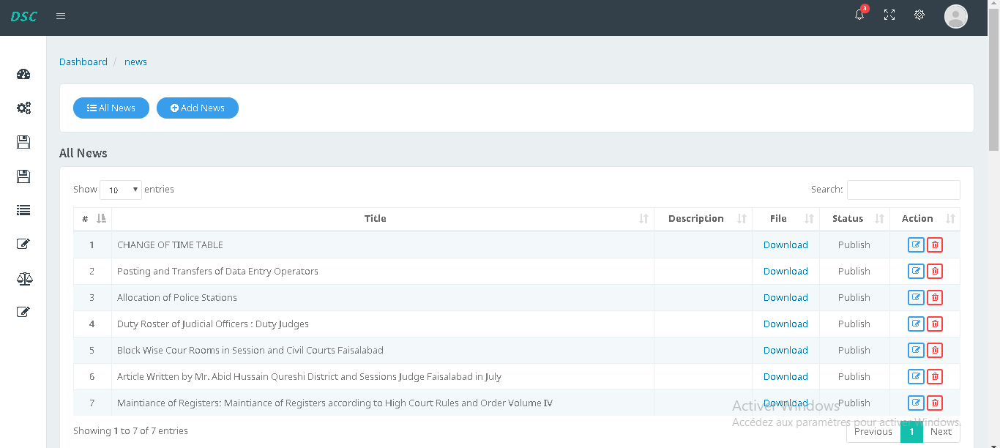 DSC
3
Dashboard / news
All News Add News
All News
Show 10 entries Search:
# Title Description File Status Action
1 CHANGE OF TIME TABLE Download Publish
2 Posting and Transfers of Data Entry Operators Download Publish
3 Allocation of Police Stations Download Publish
4 Duty Roster of Judicial Officers : Duty Judges Download Publish
5 Block Wise Cour Rooms in Session and Civil Courts Faisalabad Download Publish
6 Article Written by Mr. Abid Hussain Qureshi District and Sessions Judge Faisalabad in July Download Publish
7 Maintiance of Registers: Maintiance of Registers according to High Court Rules and Order Volume IV Download Publish
Activer Windows
Accédez aux paramètres pour activer Windows.
Showing 1 to 7 of 7 entries
Previous 1 Next